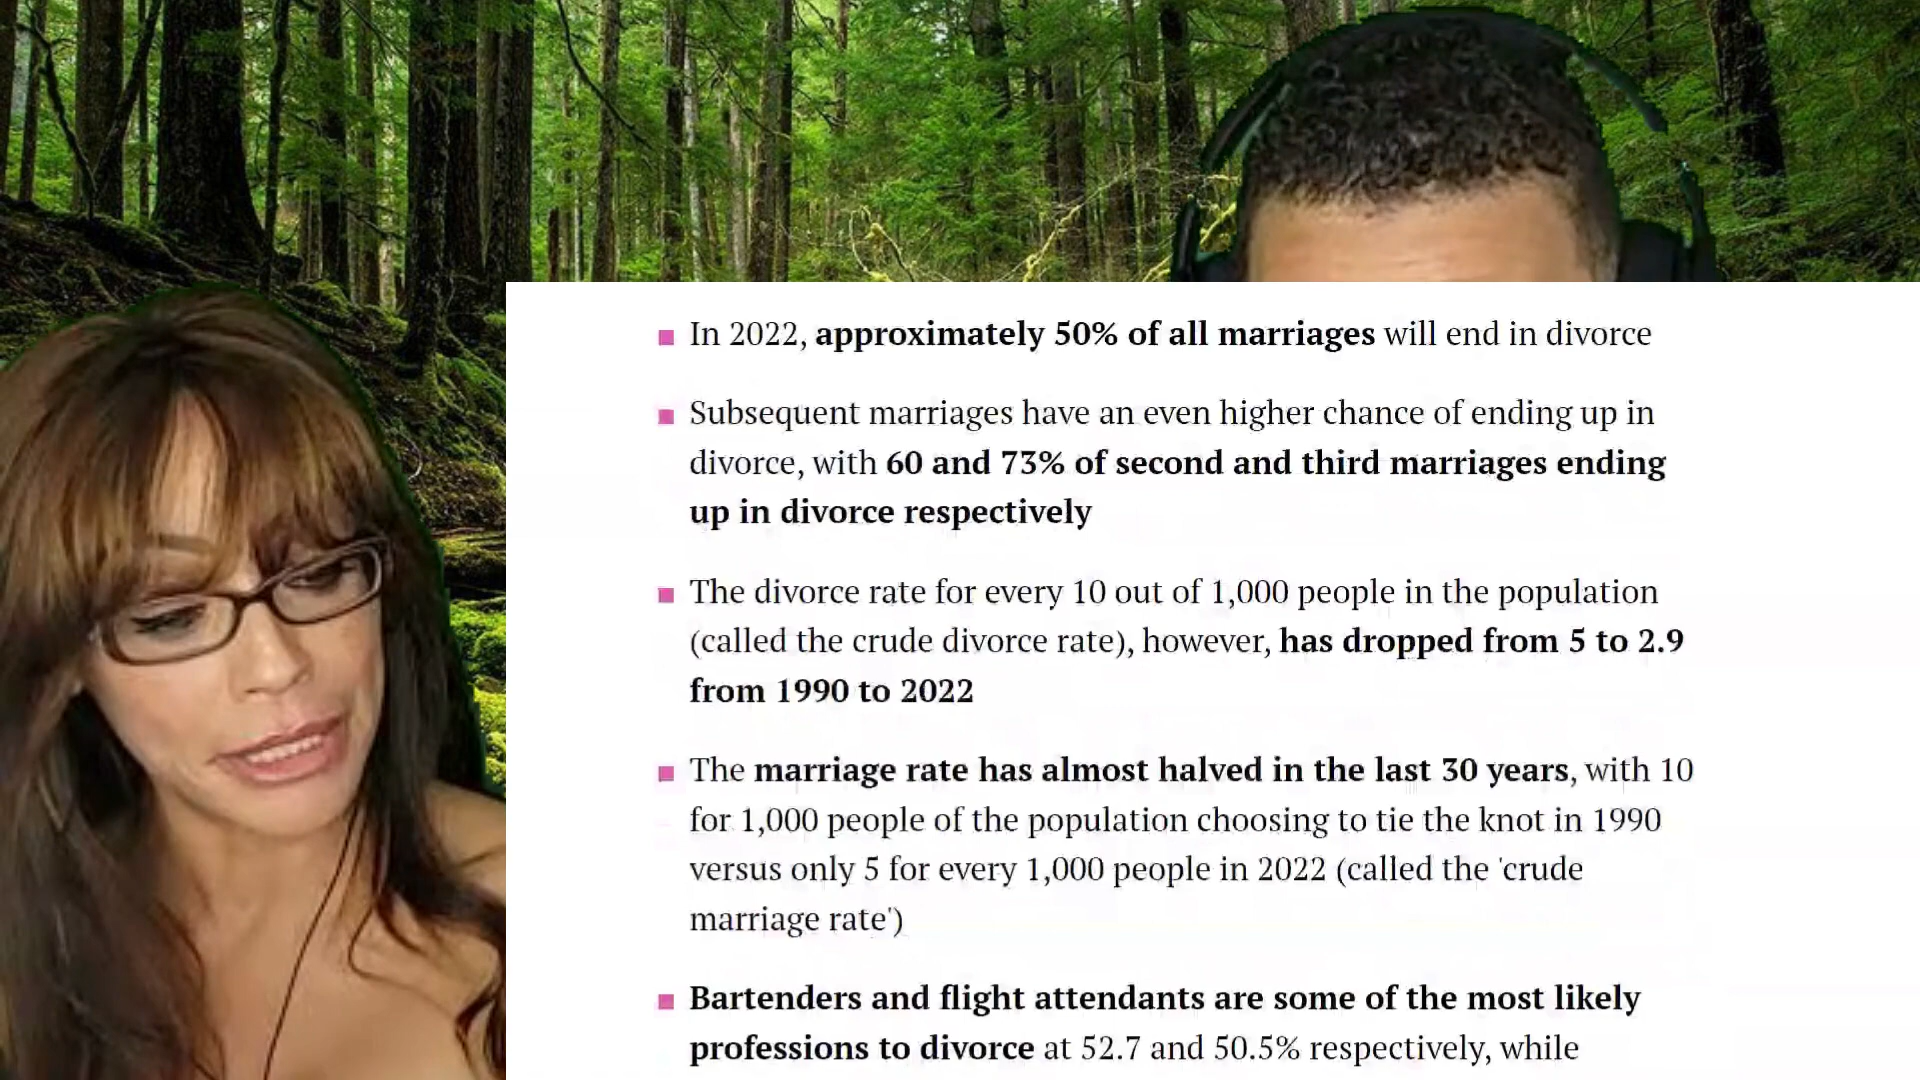 In 2022, approximately 50% of all marriages will end in divorce
Subsequent marriages have an even higher chance of ending up in
divorce, with 60 and 73% of second and third marriages ending
up in divorce respectively
The divorce rate for every 10 out of 1,000 people in the population
(called the crude divorce rate), however, has dropped from 5 to 2.9
from 1990 to 2022
The marriage rate has almost halved in the last 30 years, with 10
for 1,000 people of the population choosing to tie the knot in 1990
versus only 5 for every 1,000 people in 2022 (called the 'crude
marriage rate')
Bartenders and flight attendants are some of the most likely
professions to divorce at 52.7 and 50.5% respectively, while